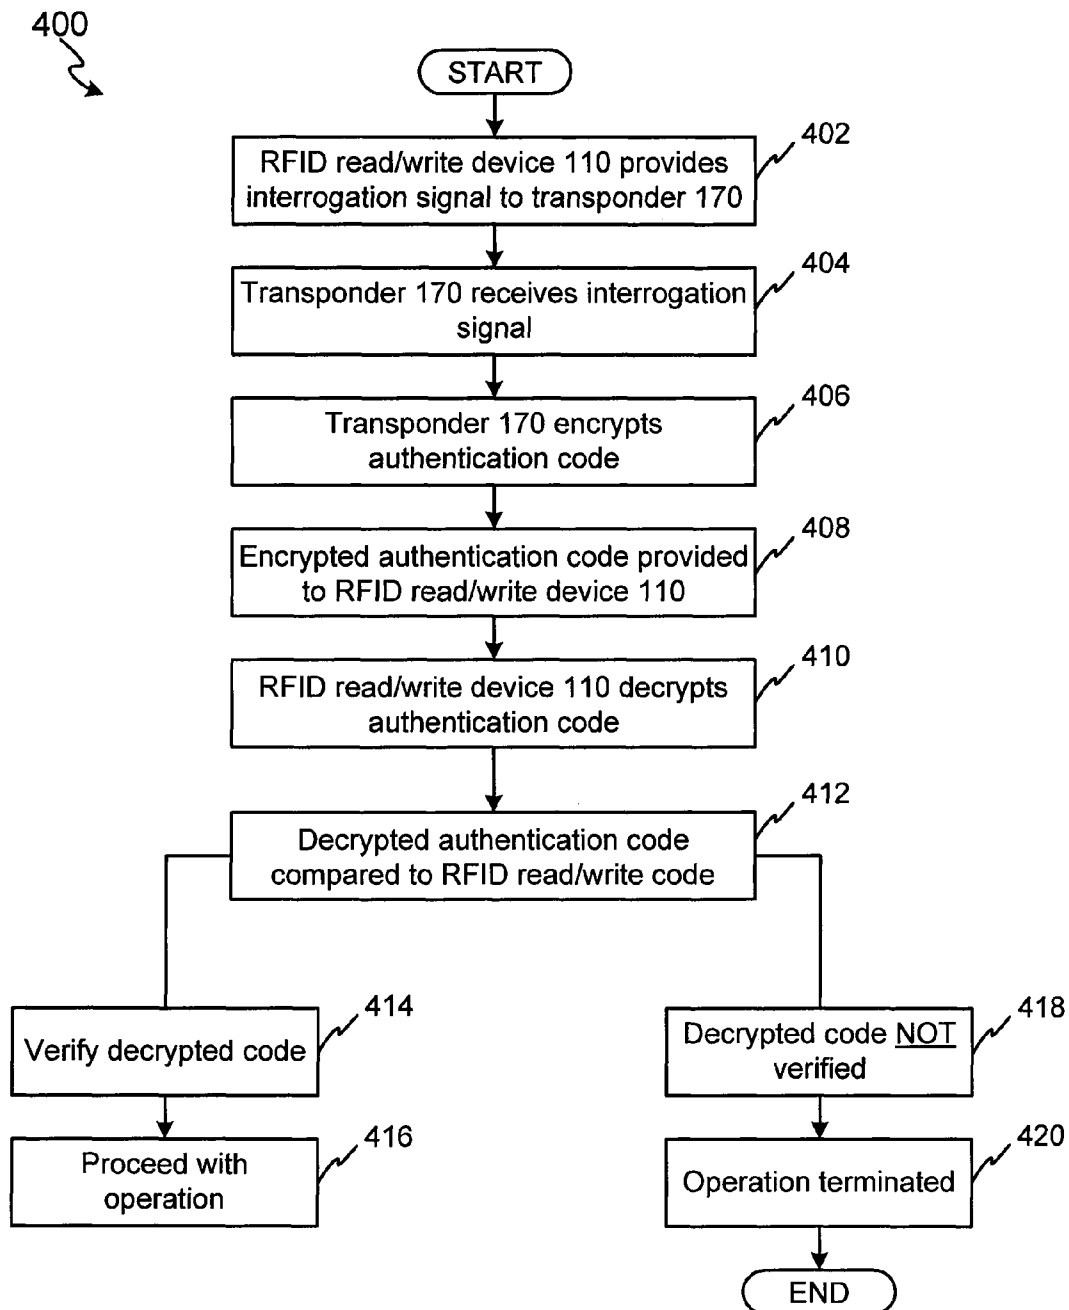 400
START
402
RFID read/write device 110 provides
interrogation signal to transponder 170
404
Transponder 170 receives interrogation
signal
406
Transponder 170 encrypts
authentication code
408
Encrypted authentication code provided
to RFID read/write device 110
410
RFID read/write device 110 decrypts
authentication code
412
Decrypted authentication code
compared to RFID read/write code
414
Verify decrypted code
416
Proceed with
operation
418
Decrypted code NOT
verified
420
Operation terminated
END